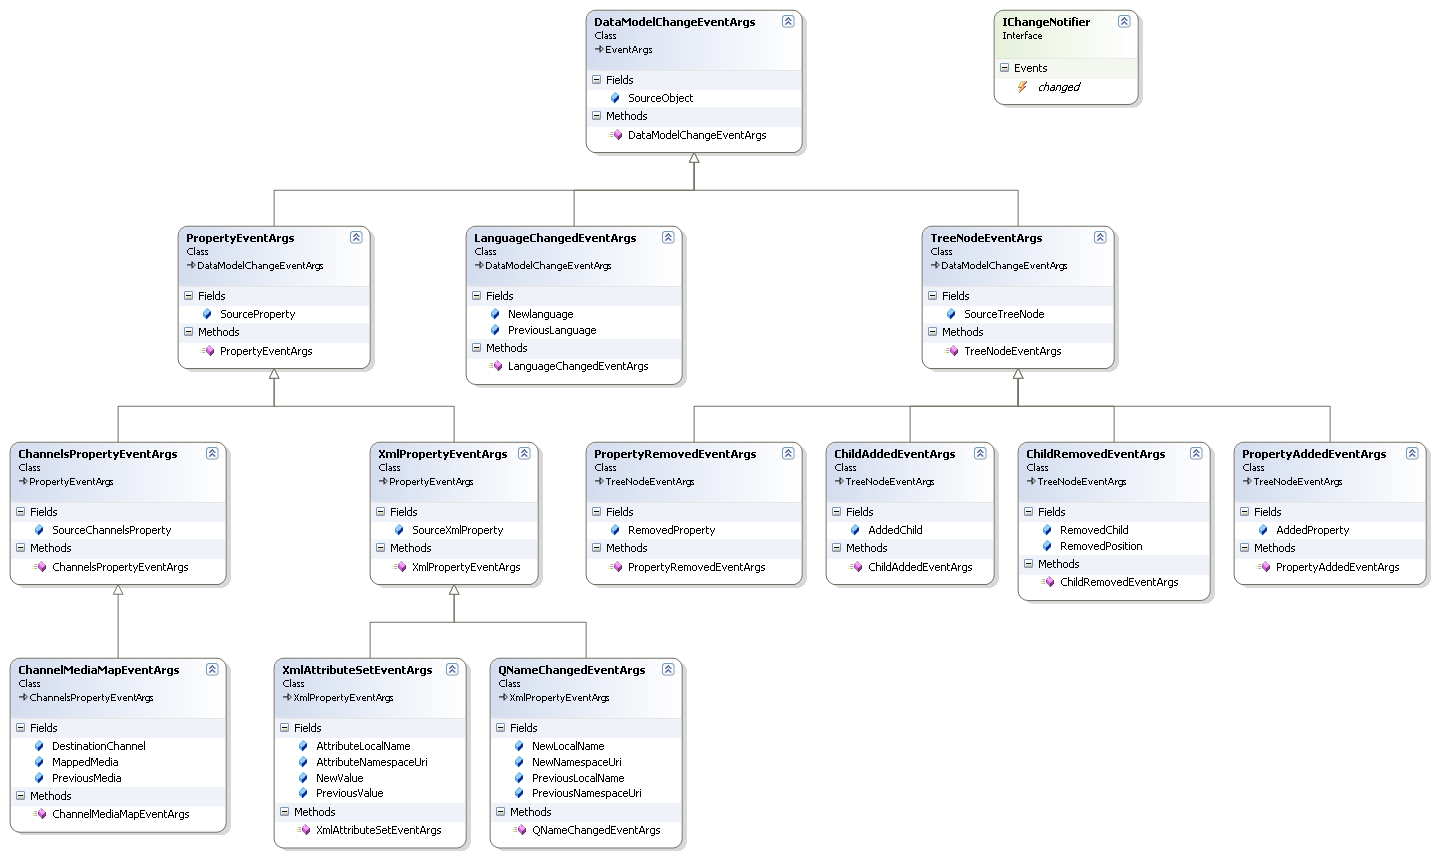 DataModelChangeEventArgs
Class
EventArgs
Fields
SourceObject
Methods
DataModelChangeEventArgs
IChangeNotifier
Interface
Events
changed
PropertyEventArgs
Class
DataModelChangeEventArgs
Fields
SourceProperty
Methods
PropertyEventArgs
LanguageChangedEventArgs
Class
DataModelChangeEventArgs
Fields
Newlanguage
PreviousLanguage
Methods
LanguageChangedEventArgs
TreeNodeEventArgs
Class
DataModelChangeEventArgs
Fields
SourceTreeNode
Methods
TreeNodeEventArgs
ChannelsPropertyEventArgs
Class
PropertyEventArgs
Fields
SourceChannelsProperty
Methods
ChannelsPropertyEventArgs
XmlPropertyEventArgs
Class
PropertyEventArgs
Fields
SourceXmlProperty
Methods
XmlPropertyEventArgs
PropertyRemovedEventArgs
Class
TreeNodeEventArgs
Fields
RemovedProperty
Methods
PropertyRemovedEventArgs
ChildAddedEventArgs
Class
TreeNodeEventArgs
Fields
AddedChild
Methods
ChildAddedEventArgs
ChildRemovedEventArgs
Class
TreeNodeEventArgs
Fields
RemovedChild
RemovedPosition
Methods
ChildRemovedEventArgs
PropertyAddedEventArgs
Class
TreeNodeEventArgs
Fields
AddedProperty
Methods
PropertyAddedEventArgs
ChannelMediaMapEventArgs
Class
ChannelsPropertyEventArgs
Fields
DestinationChannel
MappedMedia
PreviousMedia
Methods
ChannelMediaMapEventArgs
XmlAttributeSetEventArgs
Class
XmlPropertyEventArgs
Fields
AttributeLocalName
AttributeNamespaceUri
NewValue
PreviousValue
Methods
XmlAttributeSetEventArgs
QNameChangedEventArgs
Class
XmlPropertyEventArgs
Fields
NewLocalName
NewNamespaceUri
PreviousLocalName
PreviousNamespaceUri
Methods
QNameChangedEventArgs